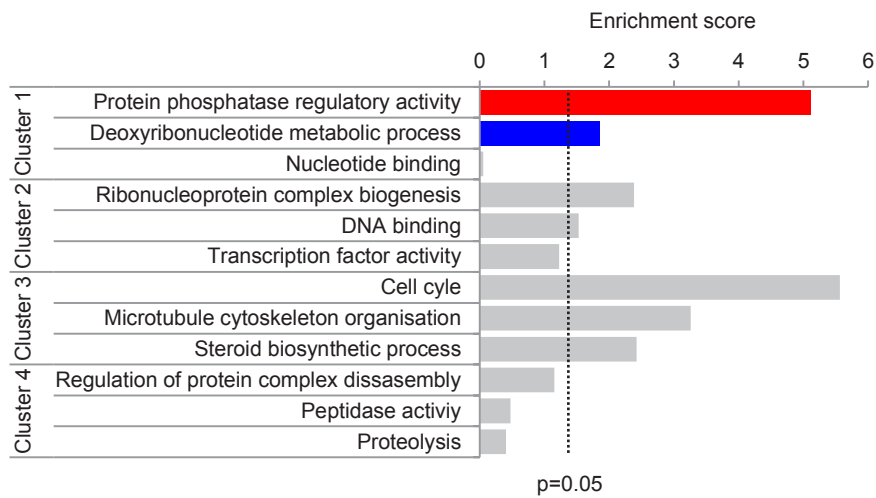 Enrichment score
0 1 2 3 4 5 6
Cluster 1
Protein phosphatase regulatory activity
Deoxyribonucleotide metabolic process
Nucleotide binding
Cluster 2
Ribonucleoprotein complex biogenesis
DNA binding
Transcription factor activity
Cluster 3
Cell cyle
Microtubule cytoskeleton organisation
Steroid biosynthetic process
Cluster 4
Regulation of protein complex dissasembly
Peptidase activiy
Proteolysis
p=0.05